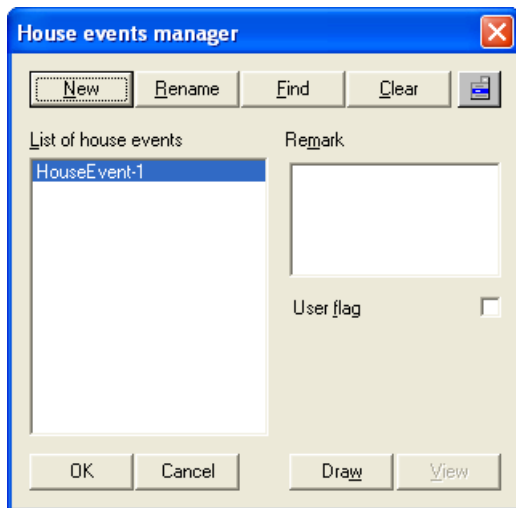 House events manager
New Rename Find Clear
List of house events Remark
HouseEvent-1
User flag
OK Cancel Draw View